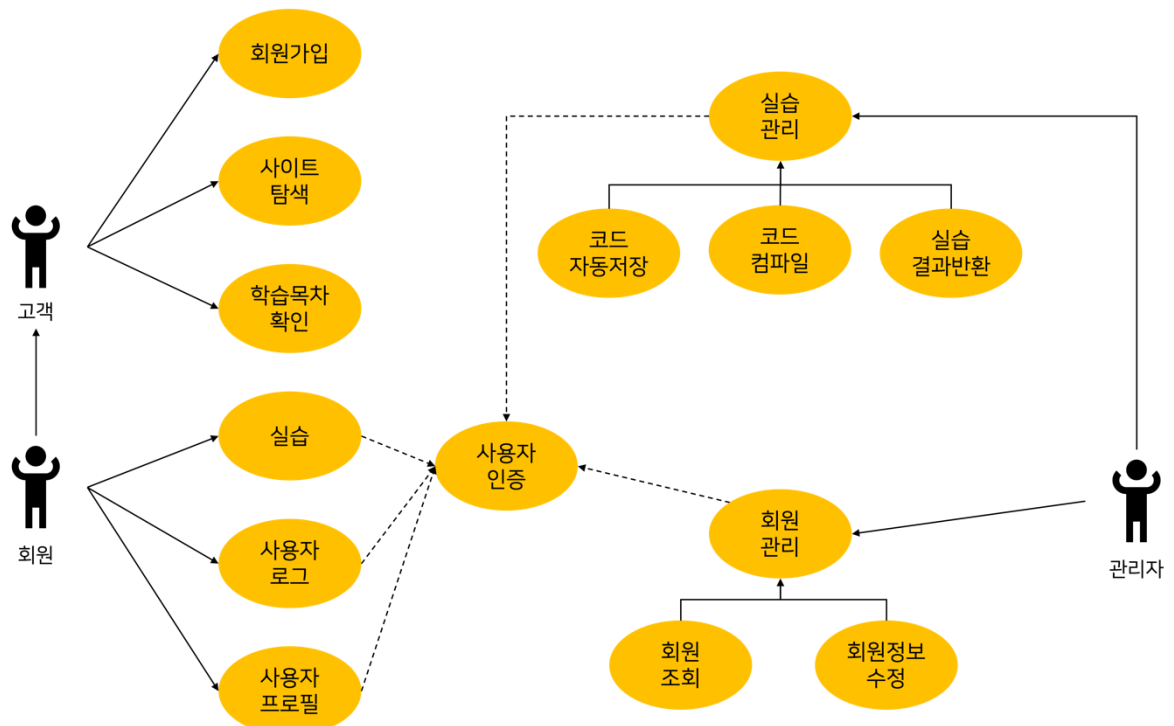 회원가입
사이트
탐색
학습목차
확인
고객
실습
사용자
로그
사용자
프로필
회원
사용자
인증
실습
관리
코드
자동저장
코드
컴파일
실습
결과반환
회원
관리
회원
조회
회원정보
수정
관리자